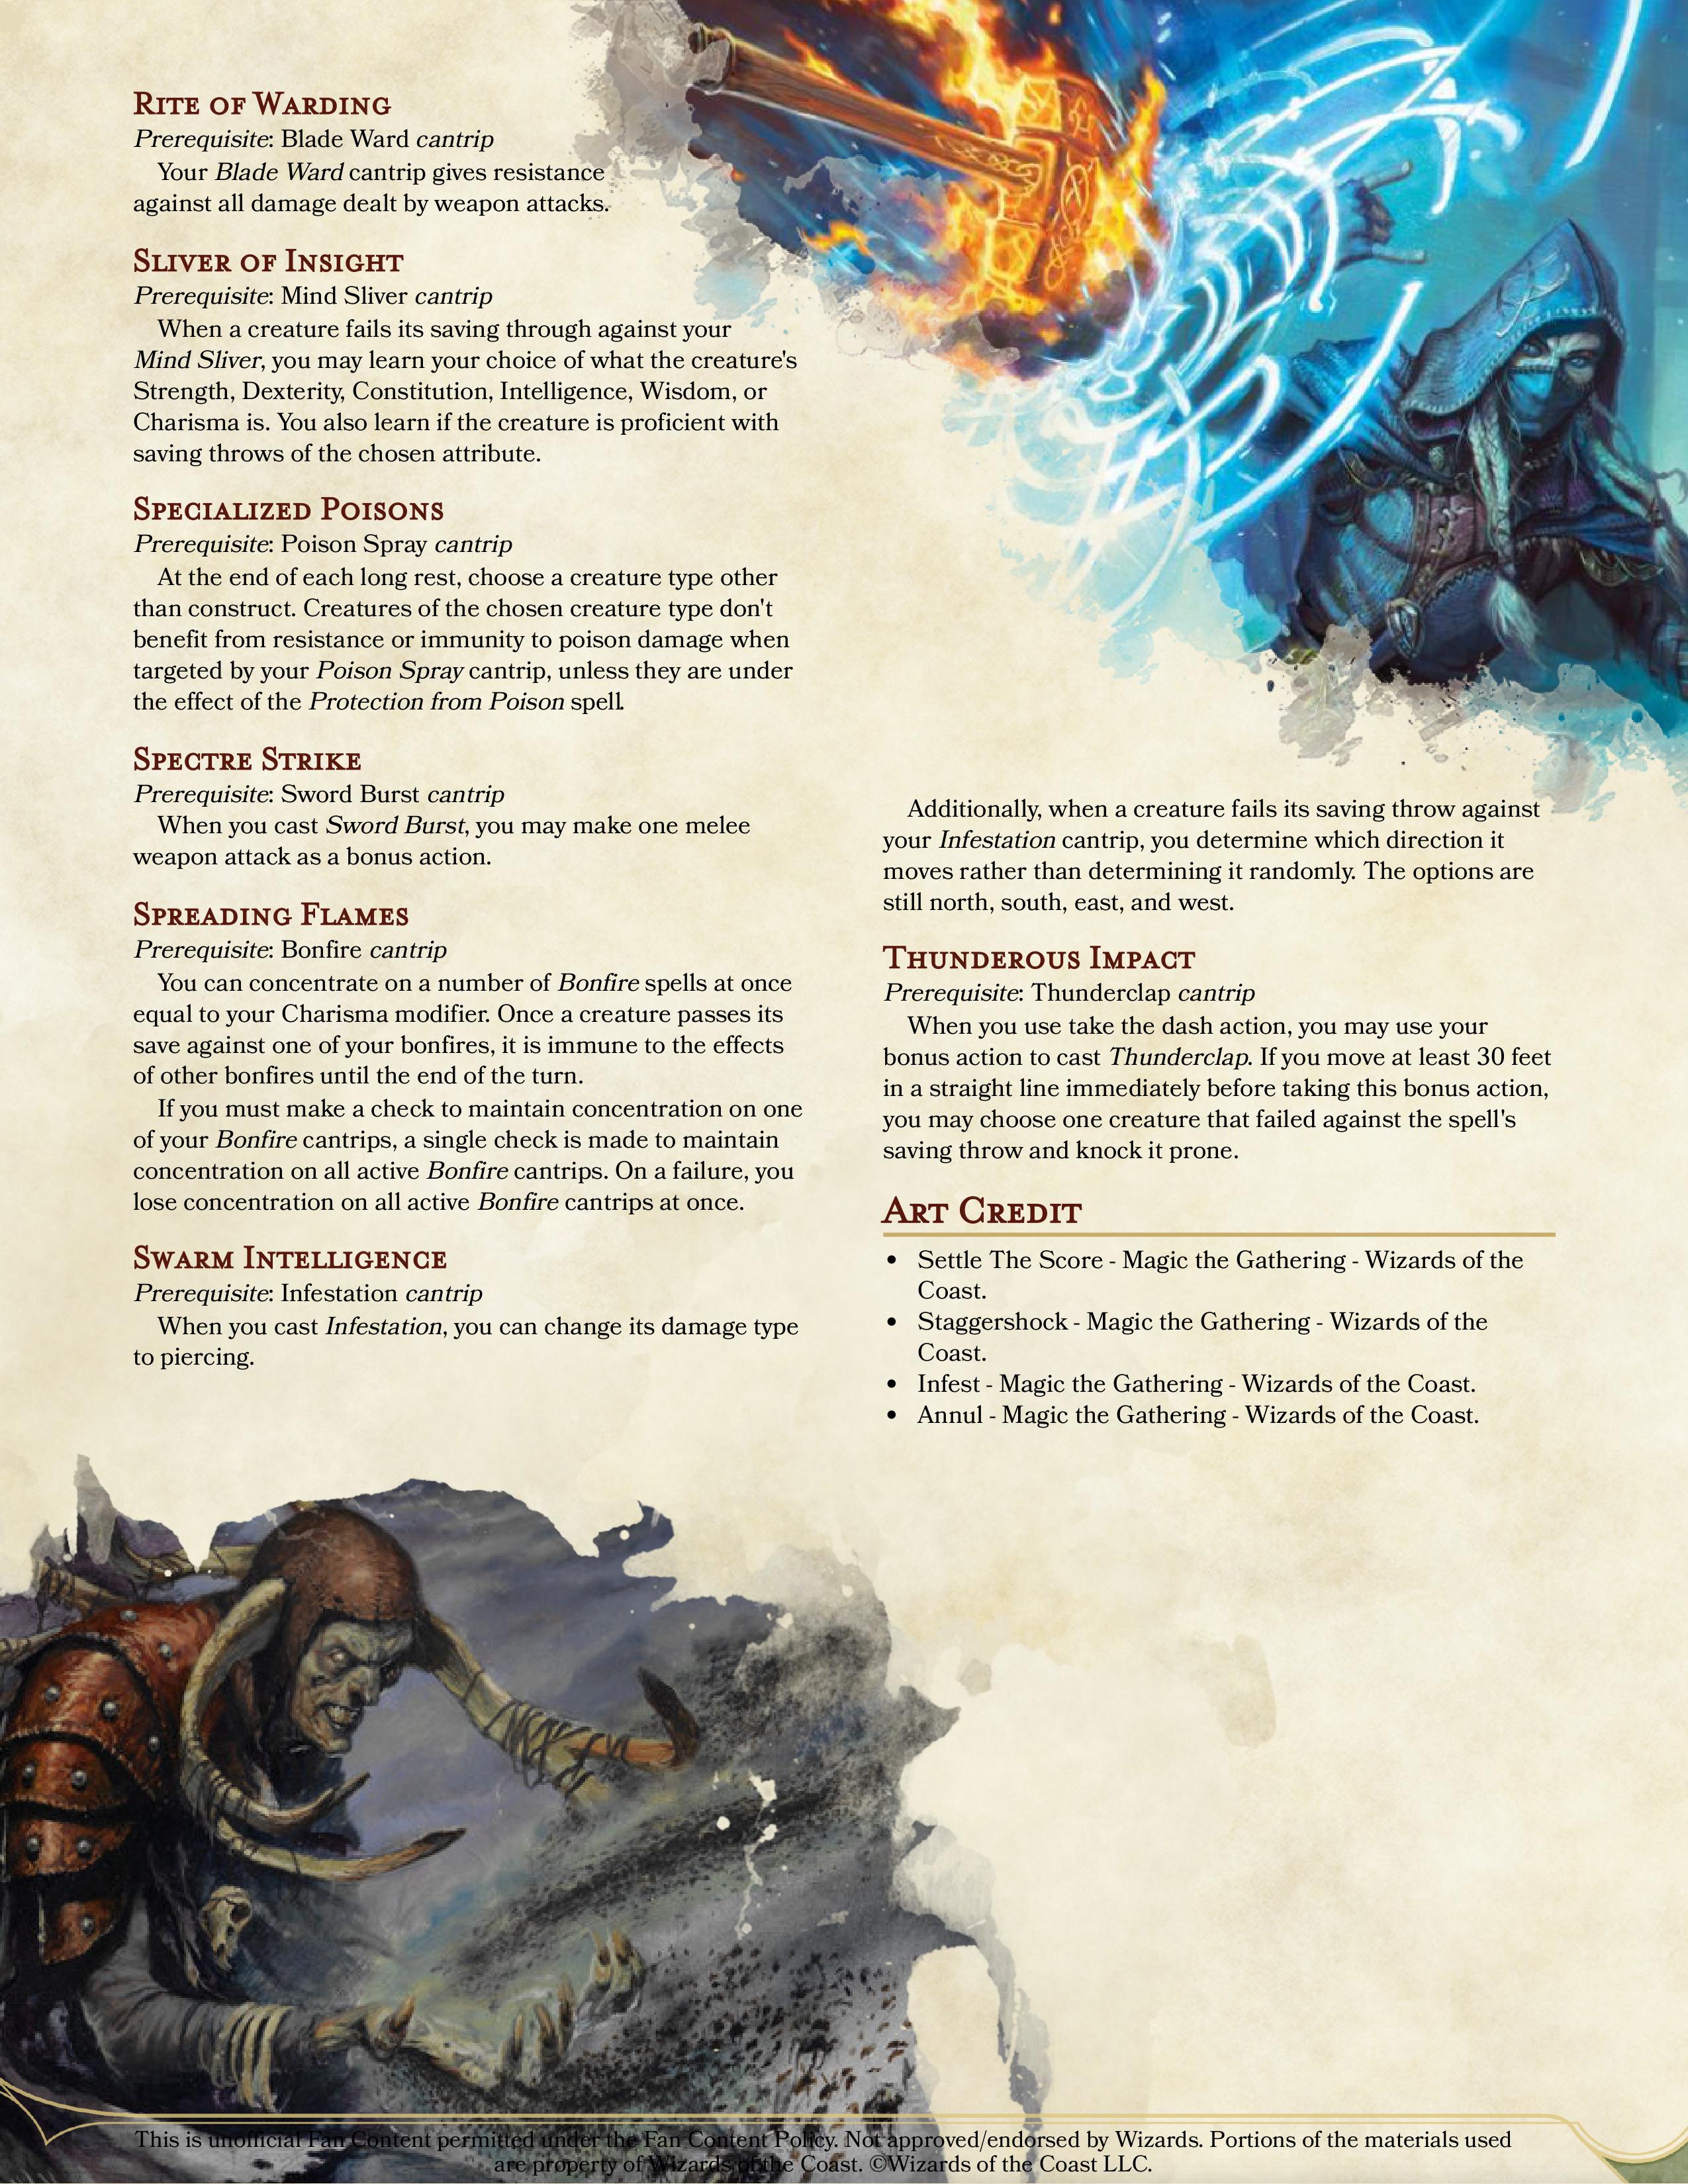 Rite of Warding
Prerequisite: Blade Ward cantrip
Your Blade Ward cantrip gives resistance
against all damage dealt by weapon attacks.
Sliver of Insight
Prerequisite: Mind Sliver cantrip
When a creature fails its saving through against your
Mind Sliver, you may learn your choice of what the creature's
Strength, Dexterity, Constitution, Intelligence, Wisdom, or
Charisma is. You also learn if the creature is proficient with
saving throws of the chosen attribute.
Specialized Poisons
Prerequisite: Poison Spray cantrip
At the end of each long rest, choose a creature type other
than construct. Creatures of the chosen creature type don't
benefit from resistance or immunity to poison damage when
targeted by your Poison Spray cantrip, unless they are under
the effect of the Protection from Poison spell.
Spectre Strike
Prerequisite: Sword Burst cantrip
When you cast Sword Burst, you may make one melee
weapon attack as a bonus action.
Spreading Flames
Prerequisite: Bonfire cantrip
You can concentrate on a number of Bonfire spells at once
equal to your Charisma modifier. Once a creature passes its
save against one of your bonfires, it is immune to the effects
of other bonfires until the end of the turn.
If you must make a check to maintain concentration on one
of your Bonfire cantrips, a single check is made to maintain
concentration on all active Bonfire cantrips. On a failure, you
lose concentration on all active Bonfire cantrips at once.
Swarm Intelligence
Prerequisite: Infestation cantrip
When you cast Infestation, you can change its damage type
to piercing.
Additionally, when a creature fails its saving throw against
your Infestation cantrip, you determine which direction it
moves rather than determining it randomly. The options are
still north, south, east, and west.
Thunderous Impact
Prerequisite: Thunderclap cantrip
When you use take the dash action, you may use your
bonus action to cast Thunderclap. If you move at least 30 feet
in a straight line immediately before taking this bonus action,
you may choose one creature that failed against the spell's
saving throw and knock it prone.
Art Credit
• Settle The Score - Magic the Gathering - Wizards of the
Coast.
• Staggershock - Magic the Gathering - Wizards of the
Coast.
• Infest - Magic the Gathering - Wizards of the Coast.
• Annul - Magic the Gathering - Wizards of the Coast.
This is unofficial Fan Content permitted under the Fan Content Policy. Not approved/endorsed by Wizards. Portions of the materials used
are property of Wizards of the Coast. ©Wizards of the Coast LLC.